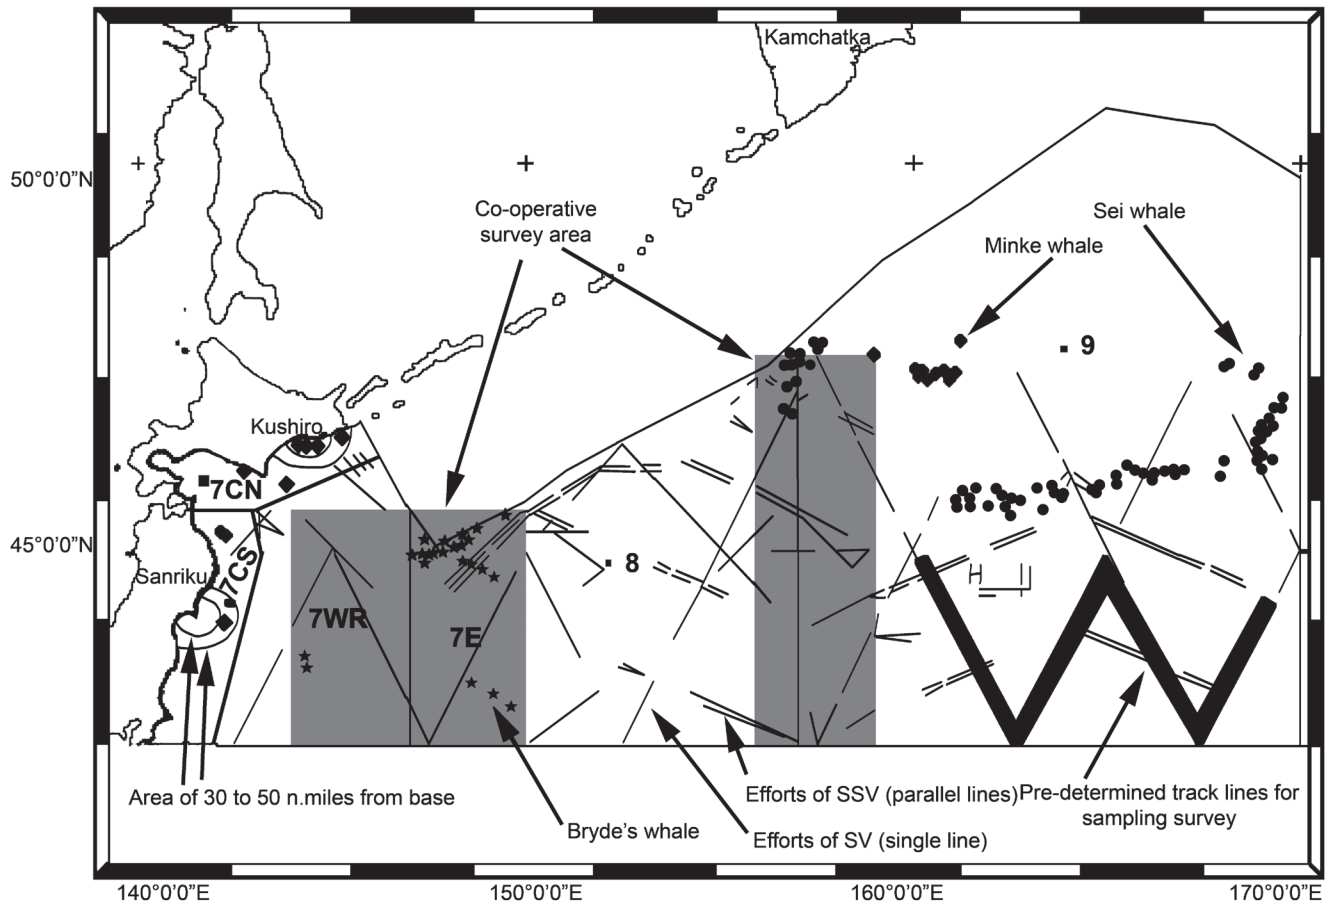 Kamchatka
50°0'0"N
Co-operative
survey area
Sei whale
Minke whale
9
Kushiro
7CN
45°0'0"N
Sanriku
7CS
8
7WR
7E
Area of 30 to 50 n.miles from base
Efforts of SSV (parallel lines)
Pre-determined track lines for
sampling survey
Bryde's whale
Efforts of SV (single line)
140°0'0"E
150°0'0"E
160°0'0"E
170°0'0"E